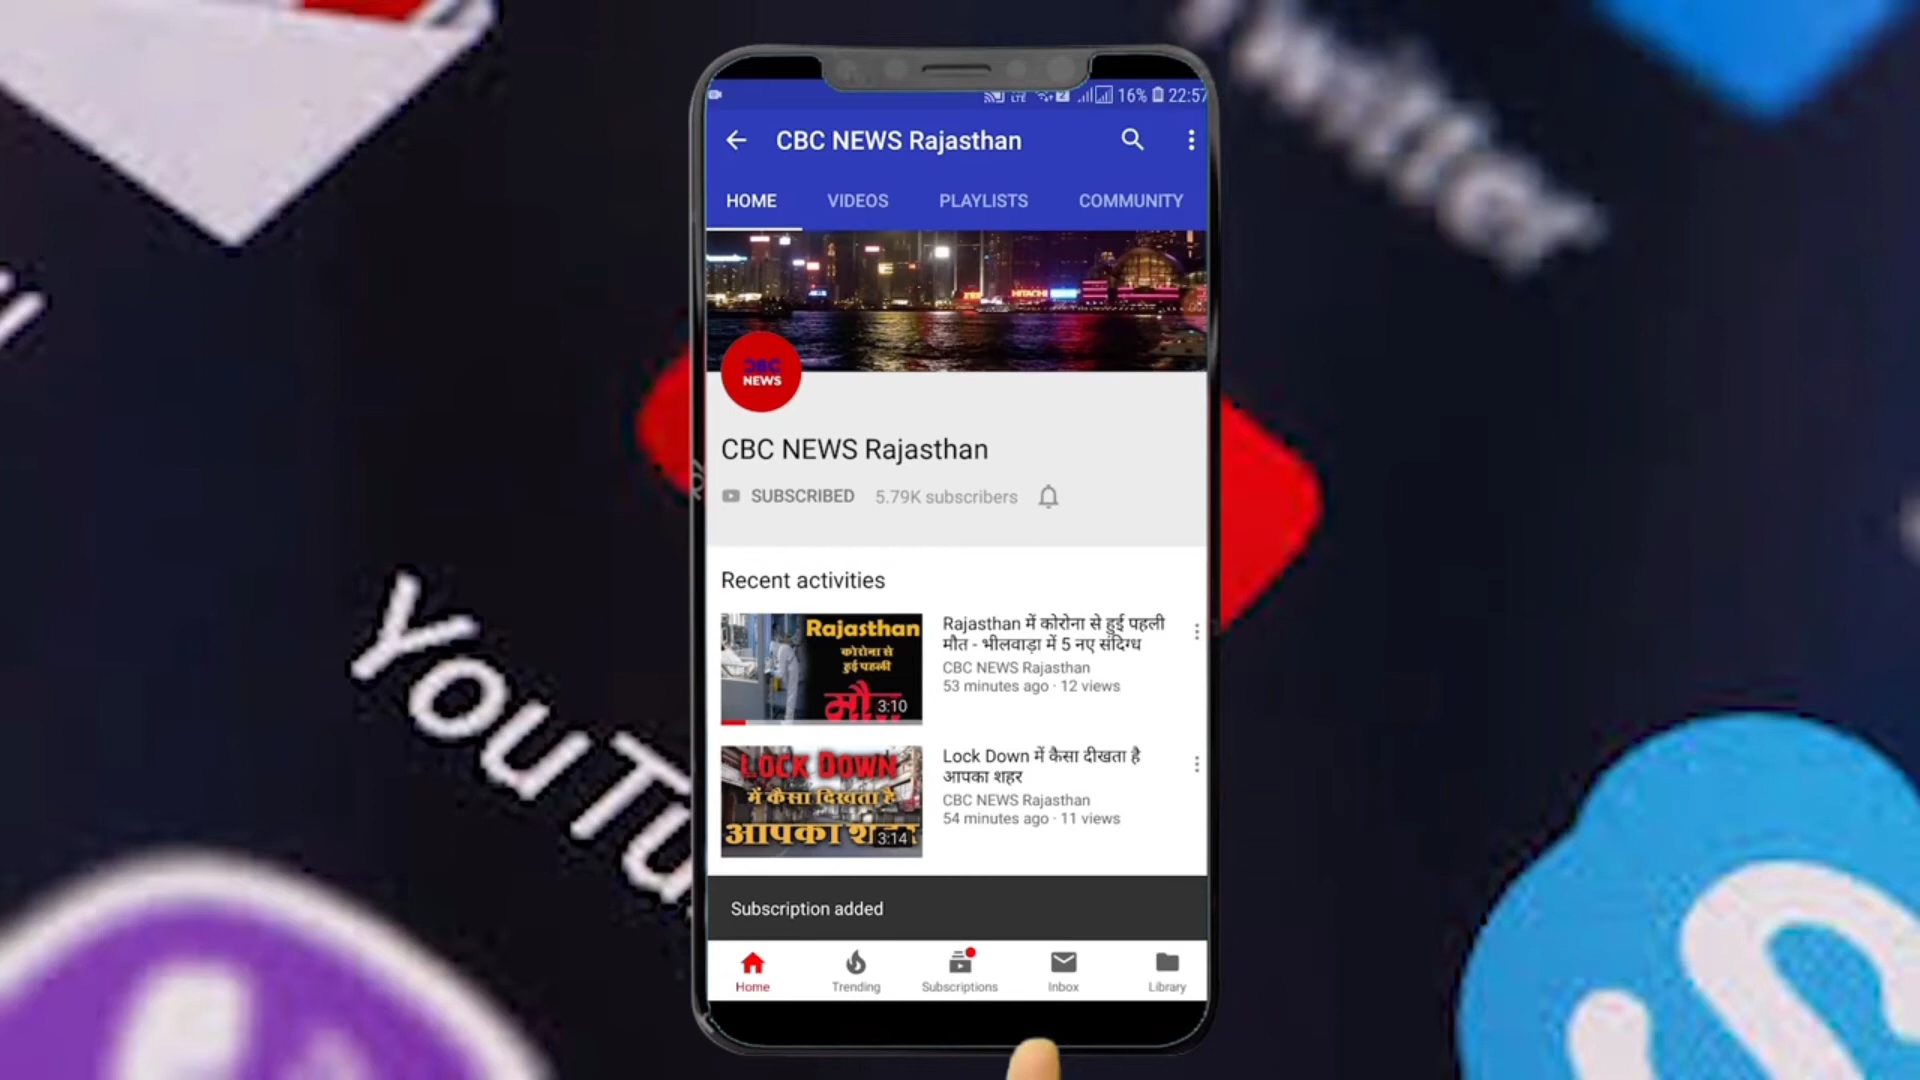 16% 22:57
CBC NEWS Rajasthan
HOME VIDEOS PLAYLISTS COMMUNITY
HITACHI
NEWS
CBC NEWS Rajasthan
SUBSCRIBED 5.79K subscribers
Recent activities
Rajasthan
कोरोना से
हुई पहली
मौत
3:10
Rajasthan में कोरोना से हुई पहली
मौत - भीलवाड़ा में 5 नए संदिग्ध
CBC NEWS Rajasthan
53 minutes ago · 12 views
LOCK DOWN
में कैसा दिखता है
आपका श
3:14
Lock Down में कैसा दीखता है
आपका शहर
CBC NEWS Rajasthan
54 minutes ago · 11 views
Subscription added
Home Trending Subscriptions Inbox Library
YouTu